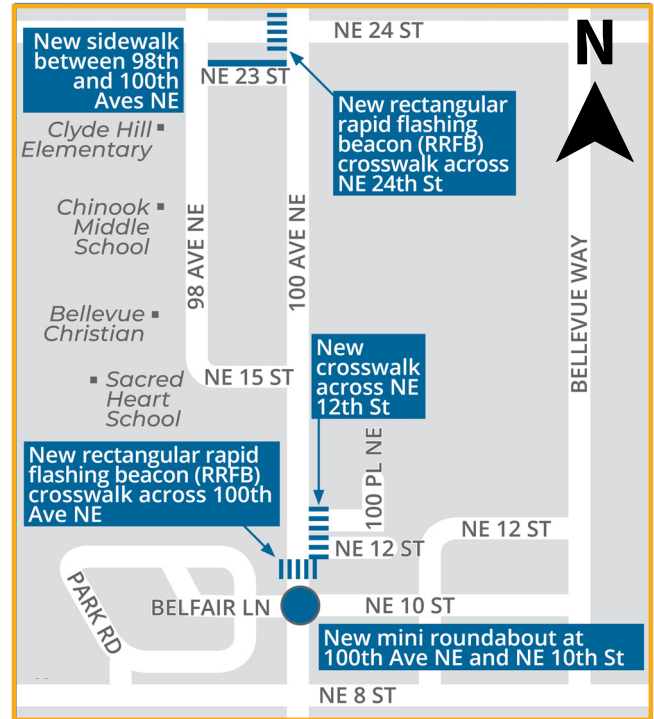 NE 24 ST
N
New sidewalk
between 98th
and 100th
Aves NE
NE 23 ST
New rectangular
rapid flashing
beacon (RRFB)
crosswalk across
NE 24th St
Clyde Hill
Elementary
Chinook
Middle
School
98 AVE NE
100 AVE NE
BELLEVUE WAY
Bellevue
Christian
New
crosswalk
across NE
12th St
NE 15 ST
Sacred
Heart
School
New rectangular rapid
flashing beacon (RRFB)
crosswalk across 100th
Ave NE
100 PL NE
NE 12 ST
NE 12 ST
PARK RD
BELFAIR LN
NE 10 ST
New mini roundabout at
100th Ave NE and NE 10th St
NE 8 ST